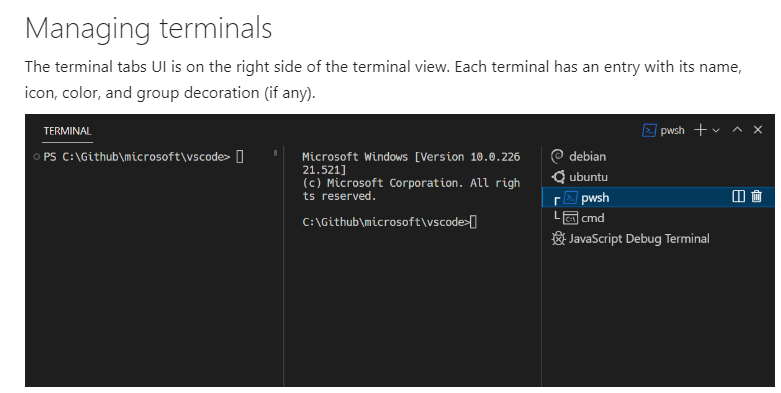 Managing terminals
The terminal tabs UI is on the right side of the terminal view. Each terminal has an entry with its name,
icon, color, and group decoration (if any).
TERMINAL
pwsh
PS C:\Github\microsoft\vscode>
Microsoft Windows [Version 10.0.226
21.521]
(c) Microsoft Corporation. All righ
ts reserved.
C:\Github\microsoft\vscode>
debian
ubuntu
pwsh
cmd
JavaScript Debug Terminal